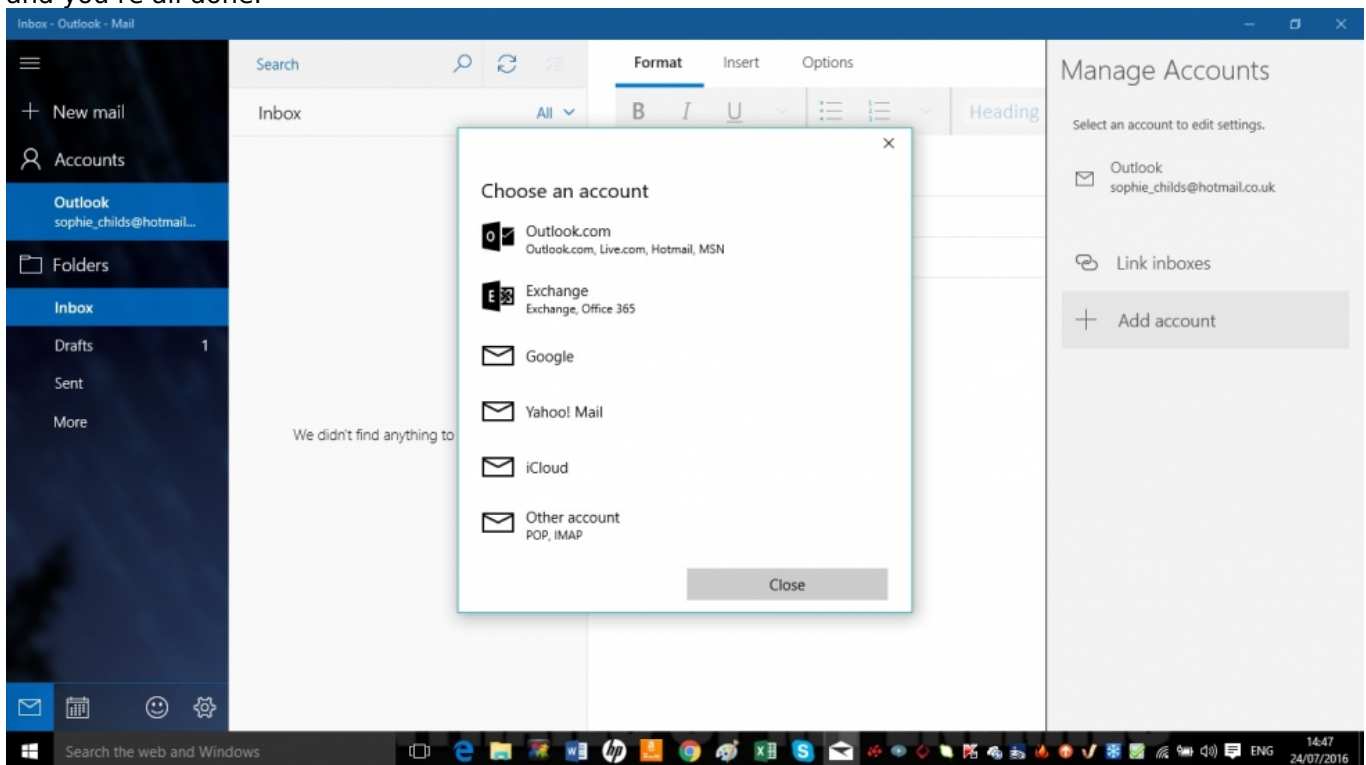 and you're all done.
Inbox - Outlook - Mail
Search
Format Insert Options
Manage Accounts
+ New mail
Inbox
All
B I U
Heading
Select an account to edit settings.
Accounts
Choose an account
Outlook
sophie_childs@hotmail.co.uk
Outlook
sophie_childs@hotmail...
Outlook.com
Outlook.com, Live.com, Hotmail, MSN
Folders
Link inboxes
Exchange
Exchange, Office 365
Inbox
+ Add account
Drafts 1
Google
Sent
Yahoo! Mail
More
We didn't find anything to
iCloud
Other account
POP, IMAP
Close
Search the web and Windows
ENG
14:47
24/07/2016